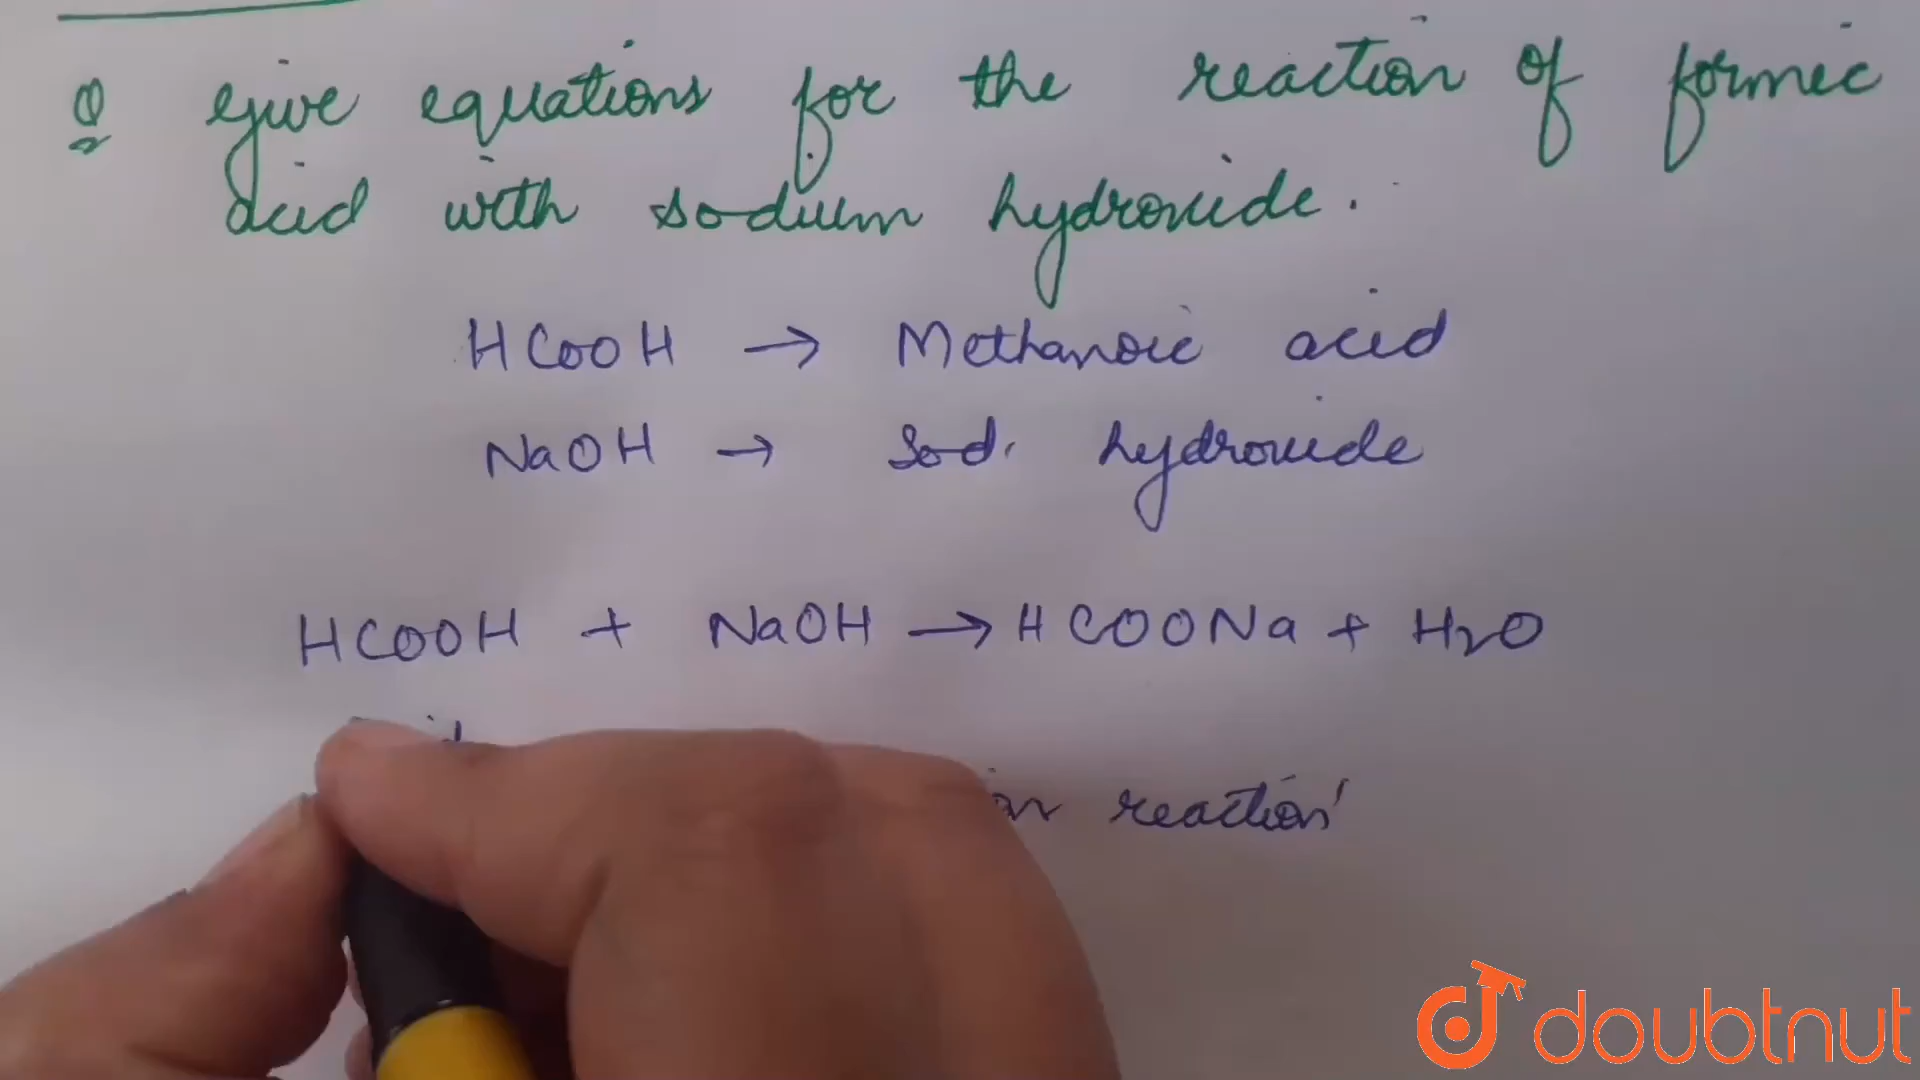 Q Give equations for the reaction of formic
acid with sodium hydroxide.
HCOOH → Methanoic acid
NaOH → Sod. hydroxide
HCOOH + NaOH → HCOONa + H2O
reaction'
doubtnut